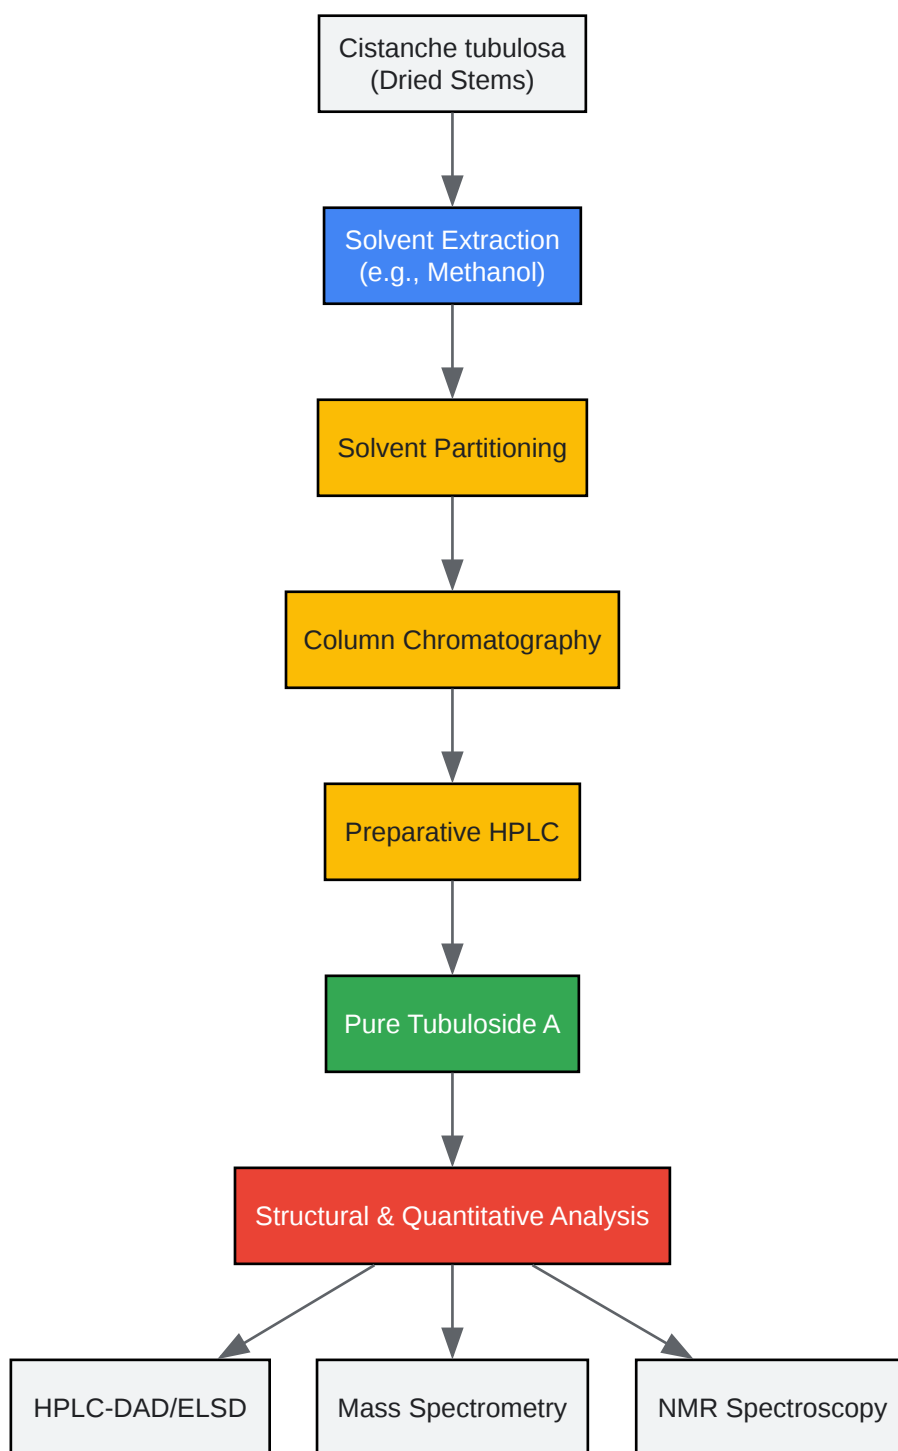 Cistanche tubulosa
(Dried Stems)
Solvent Extraction
(e.g., Methanol)
Solvent Partitioning
Column Chromatography
Preparative HPLC
Pure Tubuloside A
Structural & Quantitative Analysis
HPLC-DAD/ELSD
Mass Spectrometry
NMR Spectroscopy